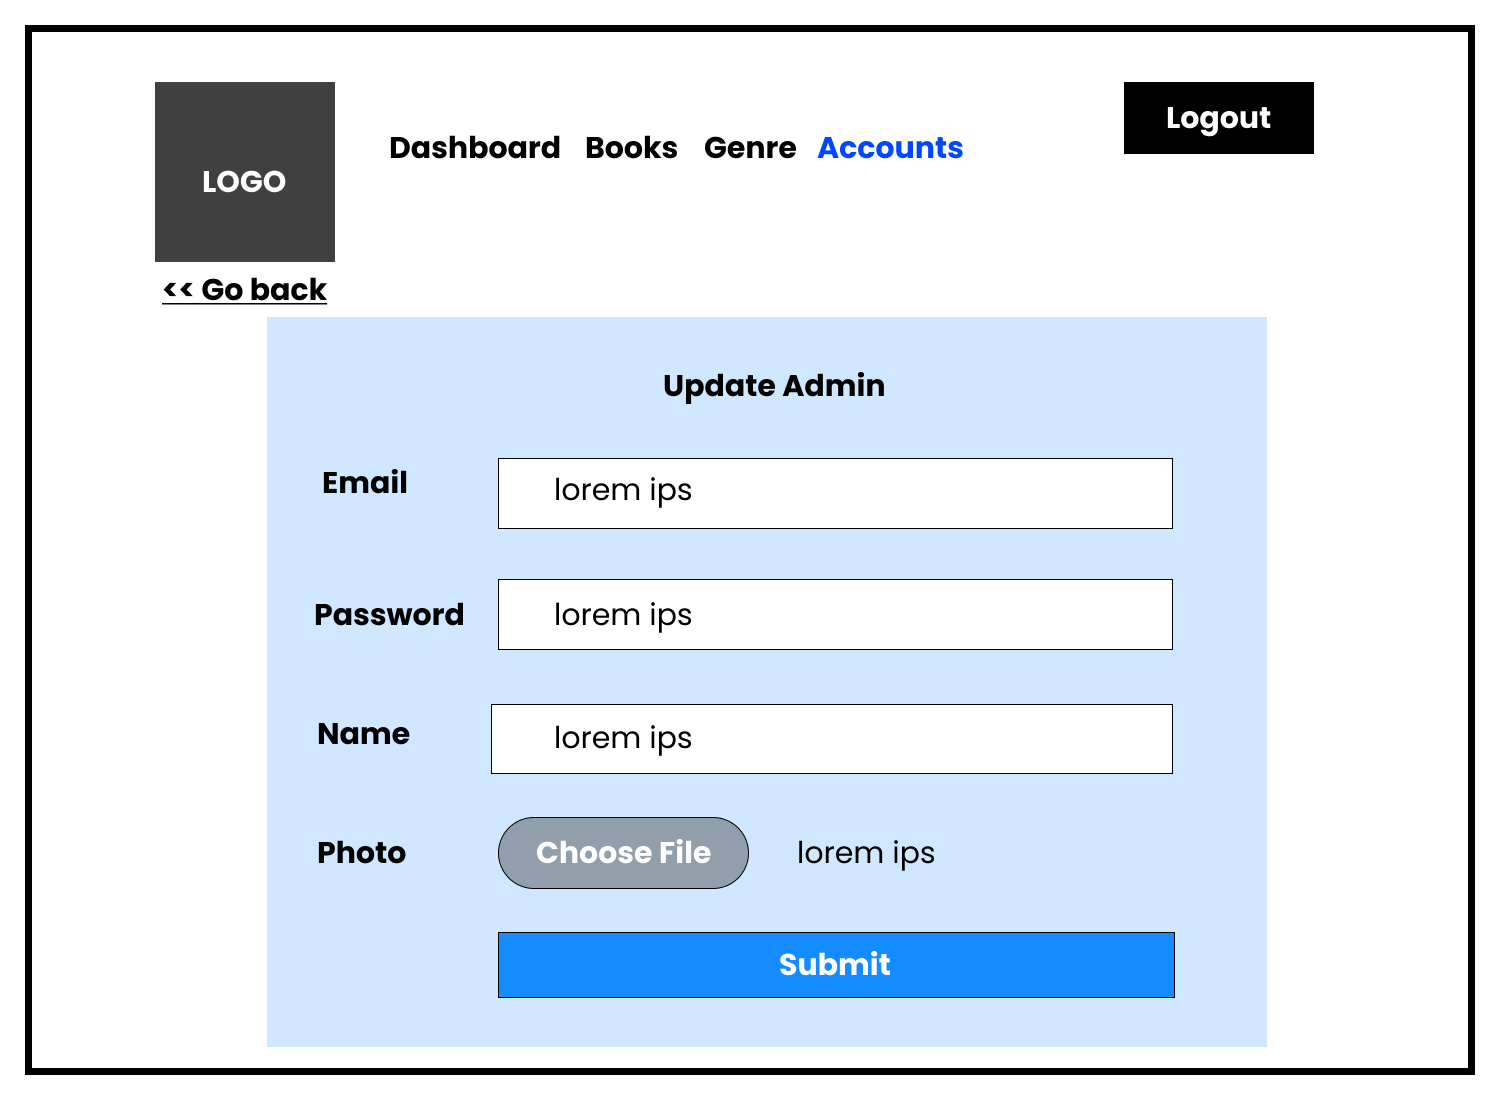 LOGO
Dashboard Books Genre Accounts
Logout
<< Go back
Update Admin
Email
lorem ips
Password
lorem ips
Name
lorem ips
Photo
Choose File
lorem ips
Submit